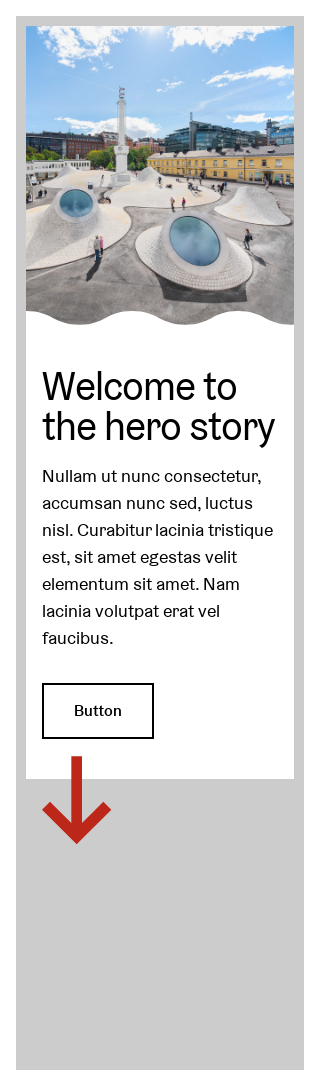 Welcome to
the hero story
Nullam ut nunc consectetur,
accumsan nunc sed, luctus
nisl. Curabitur lacinia tristique
est, sit amet egestas velit
elementum sit amet. Nam
lacinia volutpat erat vel
faucibus.
Button